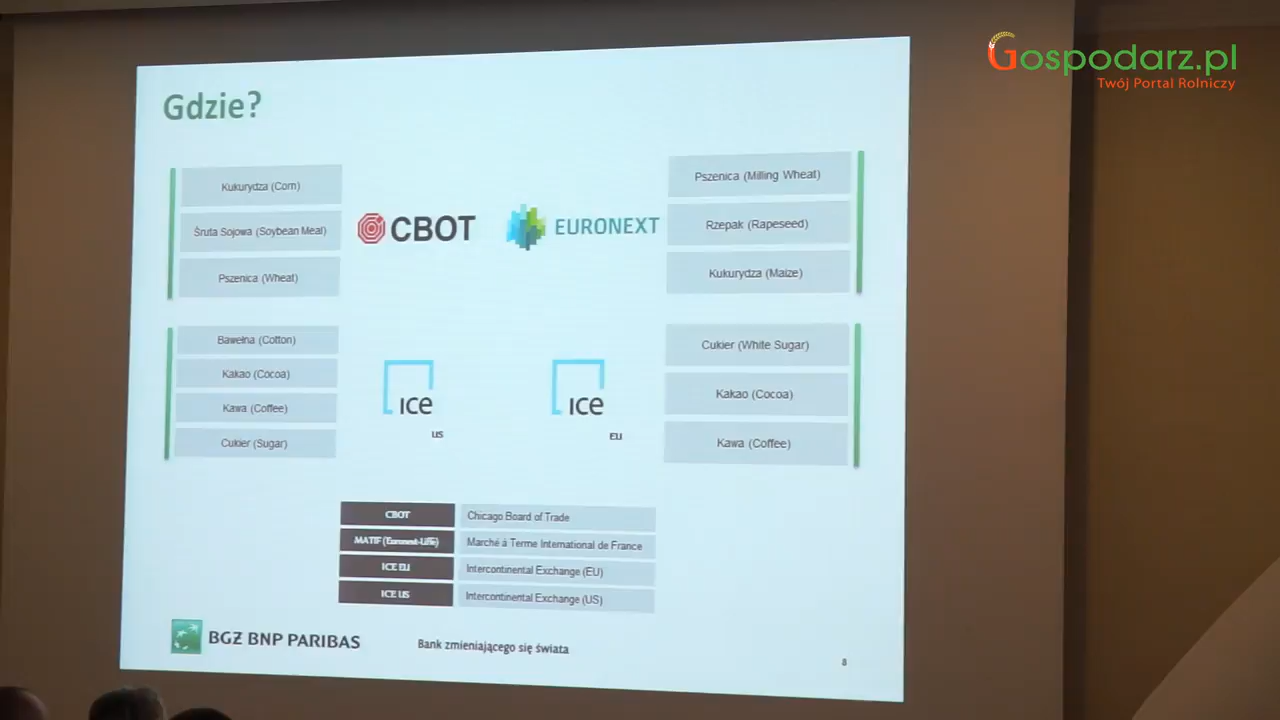 Gospodarz.pl
Twój Portal Rolniczy
Gdzie?
Kukurydza (Corn)
Śruta Sojowa (Soybean Meal)
Pszenica (Wheat)
CBOT
EURONEXT
Pszenica (Milling Wheat)
Rzepak (Rapeseed)
Kukurydza (Maize)
Bawełna (Cotton)
Kakao (Cocoa)
Kawa (Coffee)
Cukier (Sugar)
ice
US
ice
EU
Cukier (White Sugar)
Kakao (Cocoa)
Kawa (Coffee)
CBOT Chicago Board of Trade
MATIF (Euronext-Liffe) Marché à Terme International de France
ICE EU Intercontinental Exchange (EU)
ICE US Intercontinental Exchange (US)
BGŻ BNP PARIBAS
Bank zmieniającego się świata
8